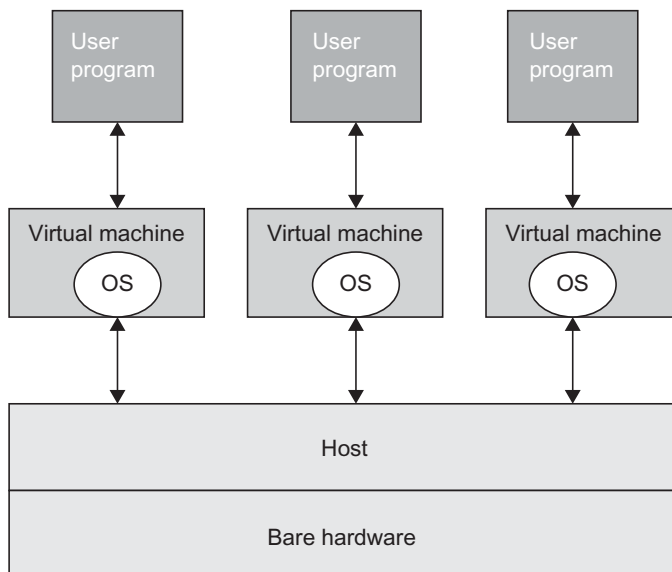 User
program
User
program
User
program
Virtual machine
OS
Virtual machine
OS
Virtual machine
OS
Host
Bare hardware